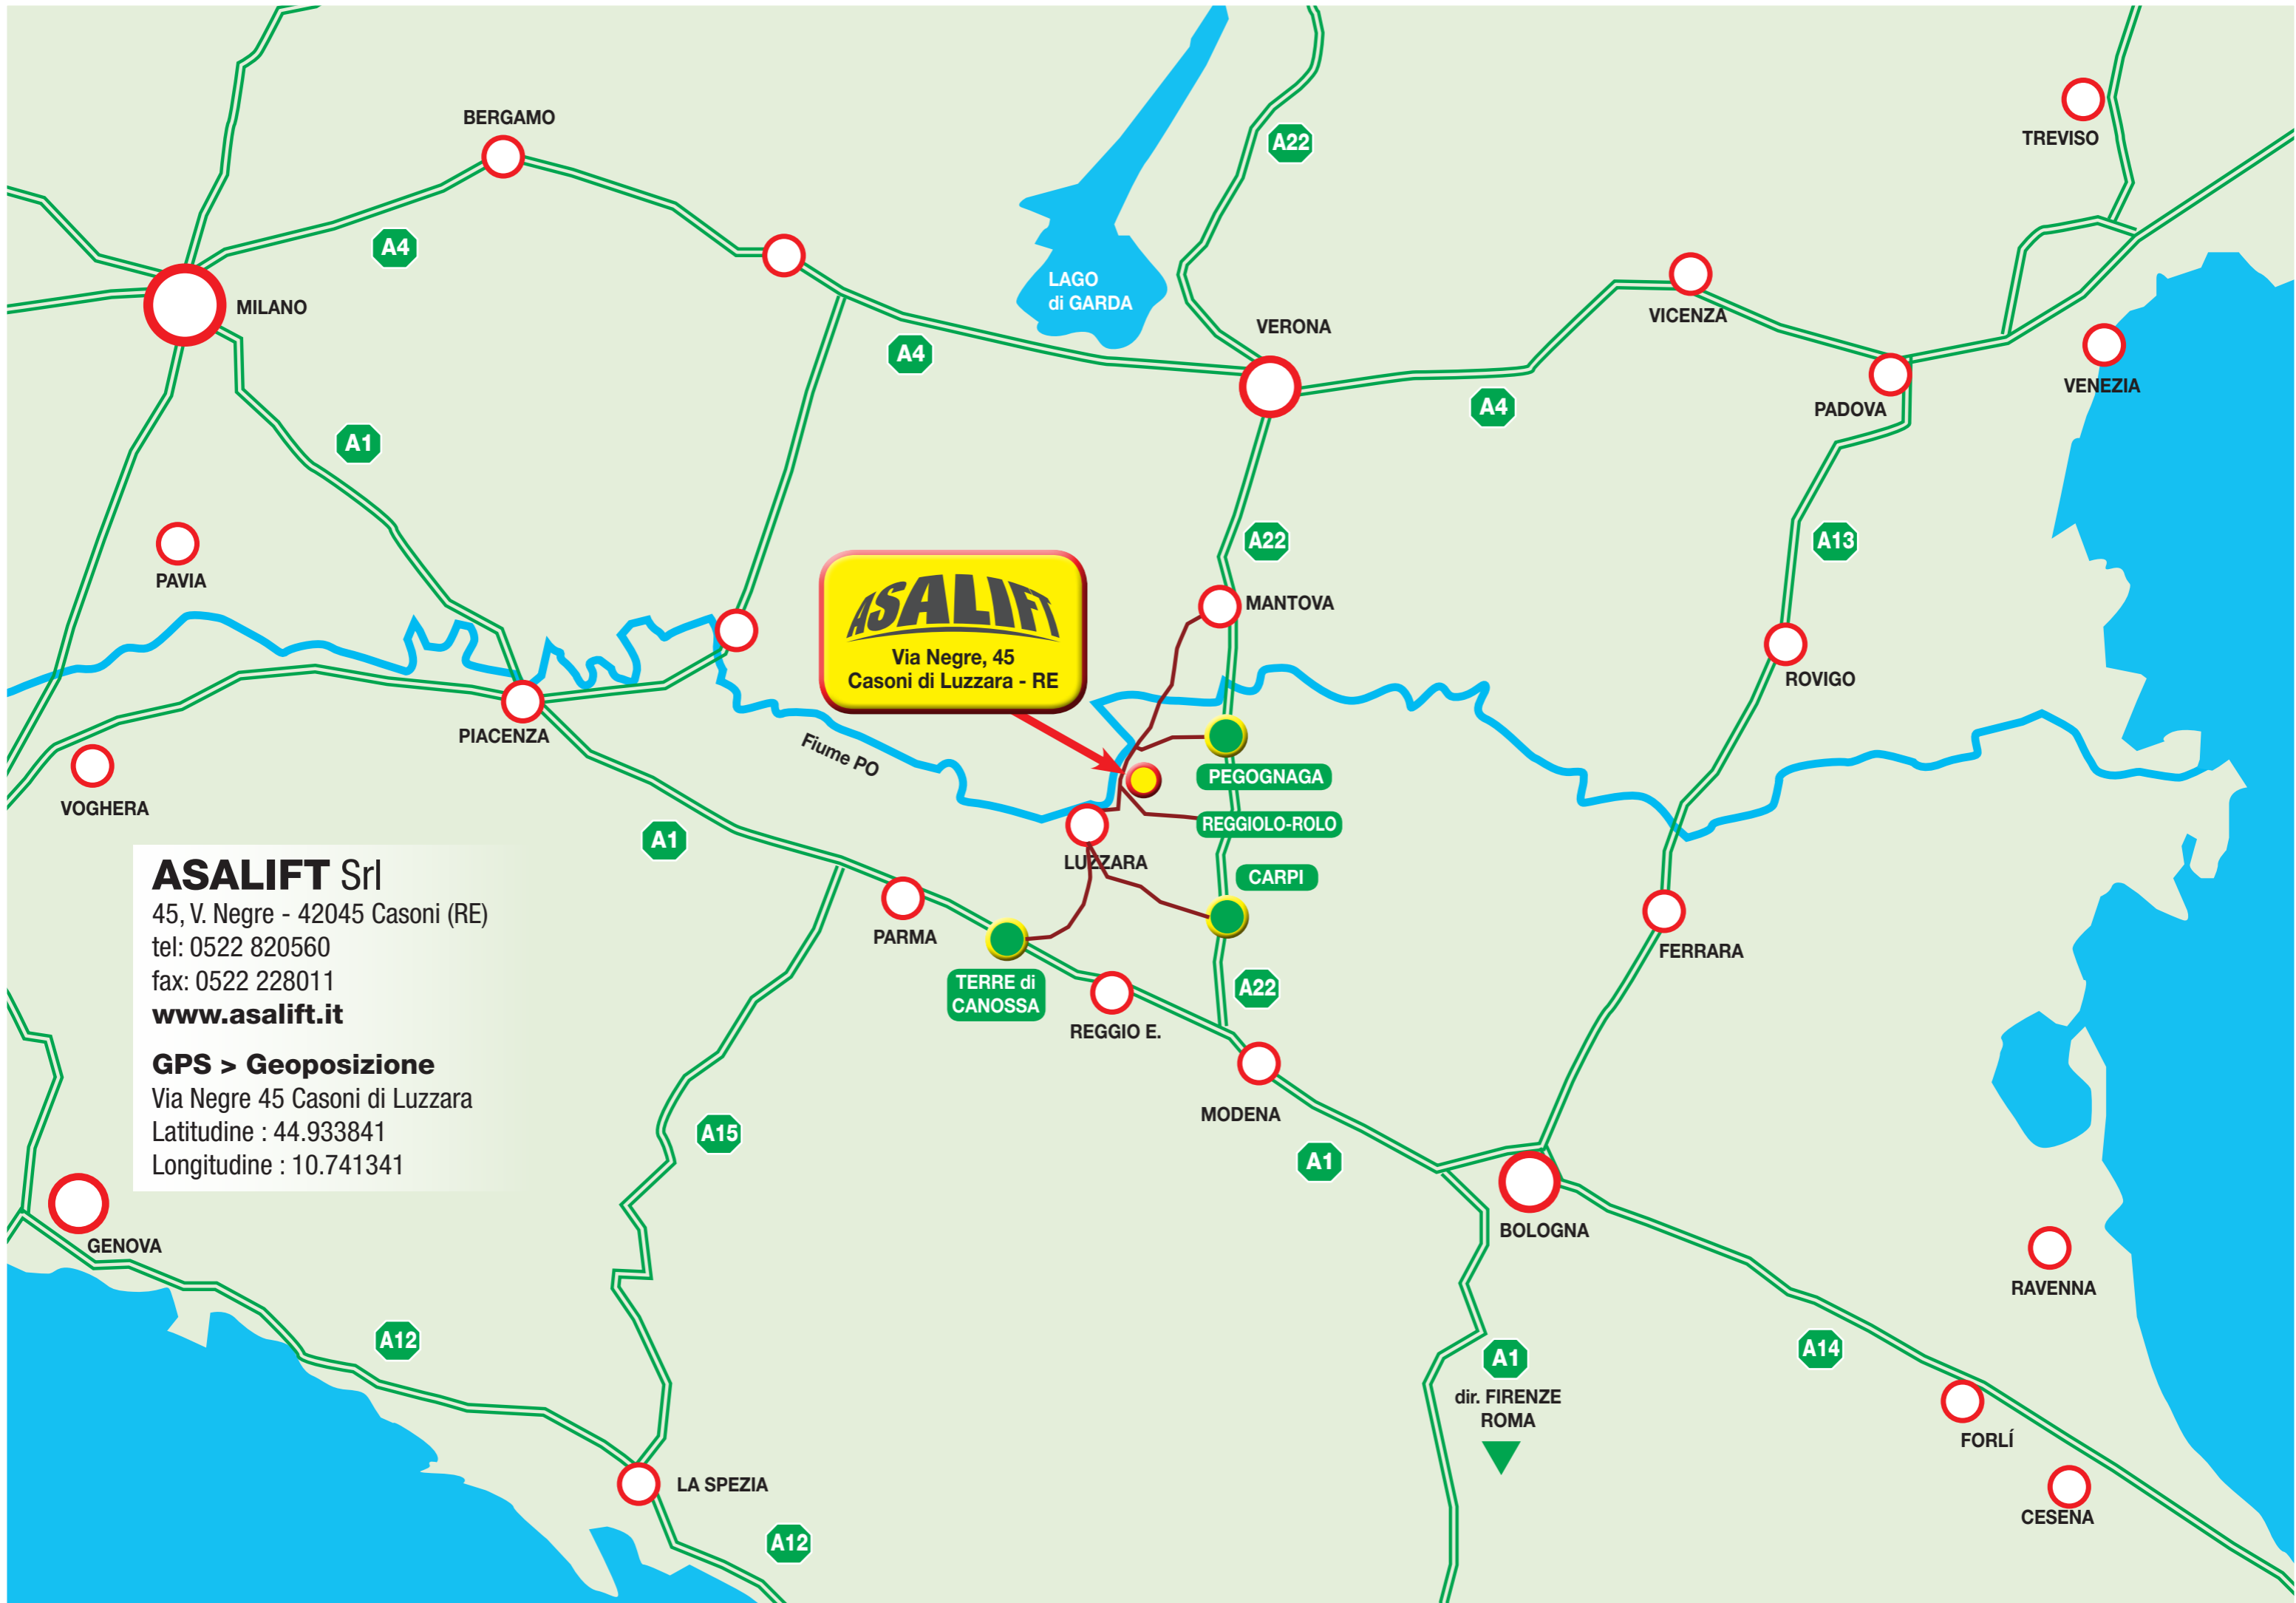 BERGAMO
A22
TREVISO
A4
MILANO
LAGO
di GARDA
VERONA
VICENZA
A4
VENEZIA
A4
PADOVA
A1
A22
A13
PAVIA
ASALIFT
Via Negre, 45
Casoni di Luzzara - RE
MANTOVA
ROVIGO
PIACENZA
Fiume PO
PEGOGNAGA
VOGHERA
REGGIOLO-ROLO
A1
LUZZARA
CARPI
PARMA
FERRARA
TERRE di
CANOSSA
A22
REGGIO E.
ASALIFT Srl
45, V. Negre - 42045 Casoni (RE)
tel: 0522 820560
fax: 0522 228011
www.asalift.it
GPS > Geoposizione
Via Negre 45 Casoni di Luzzara
Latitudine : 44.933841
Longitudine : 10.741341
MODENA
A15
A1
BOLOGNA
GENOVA
RAVENNA
A12
A1
dir. FIRENZE
ROMA
A14
FORLÍ
LA SPEZIA
CESENA
A12